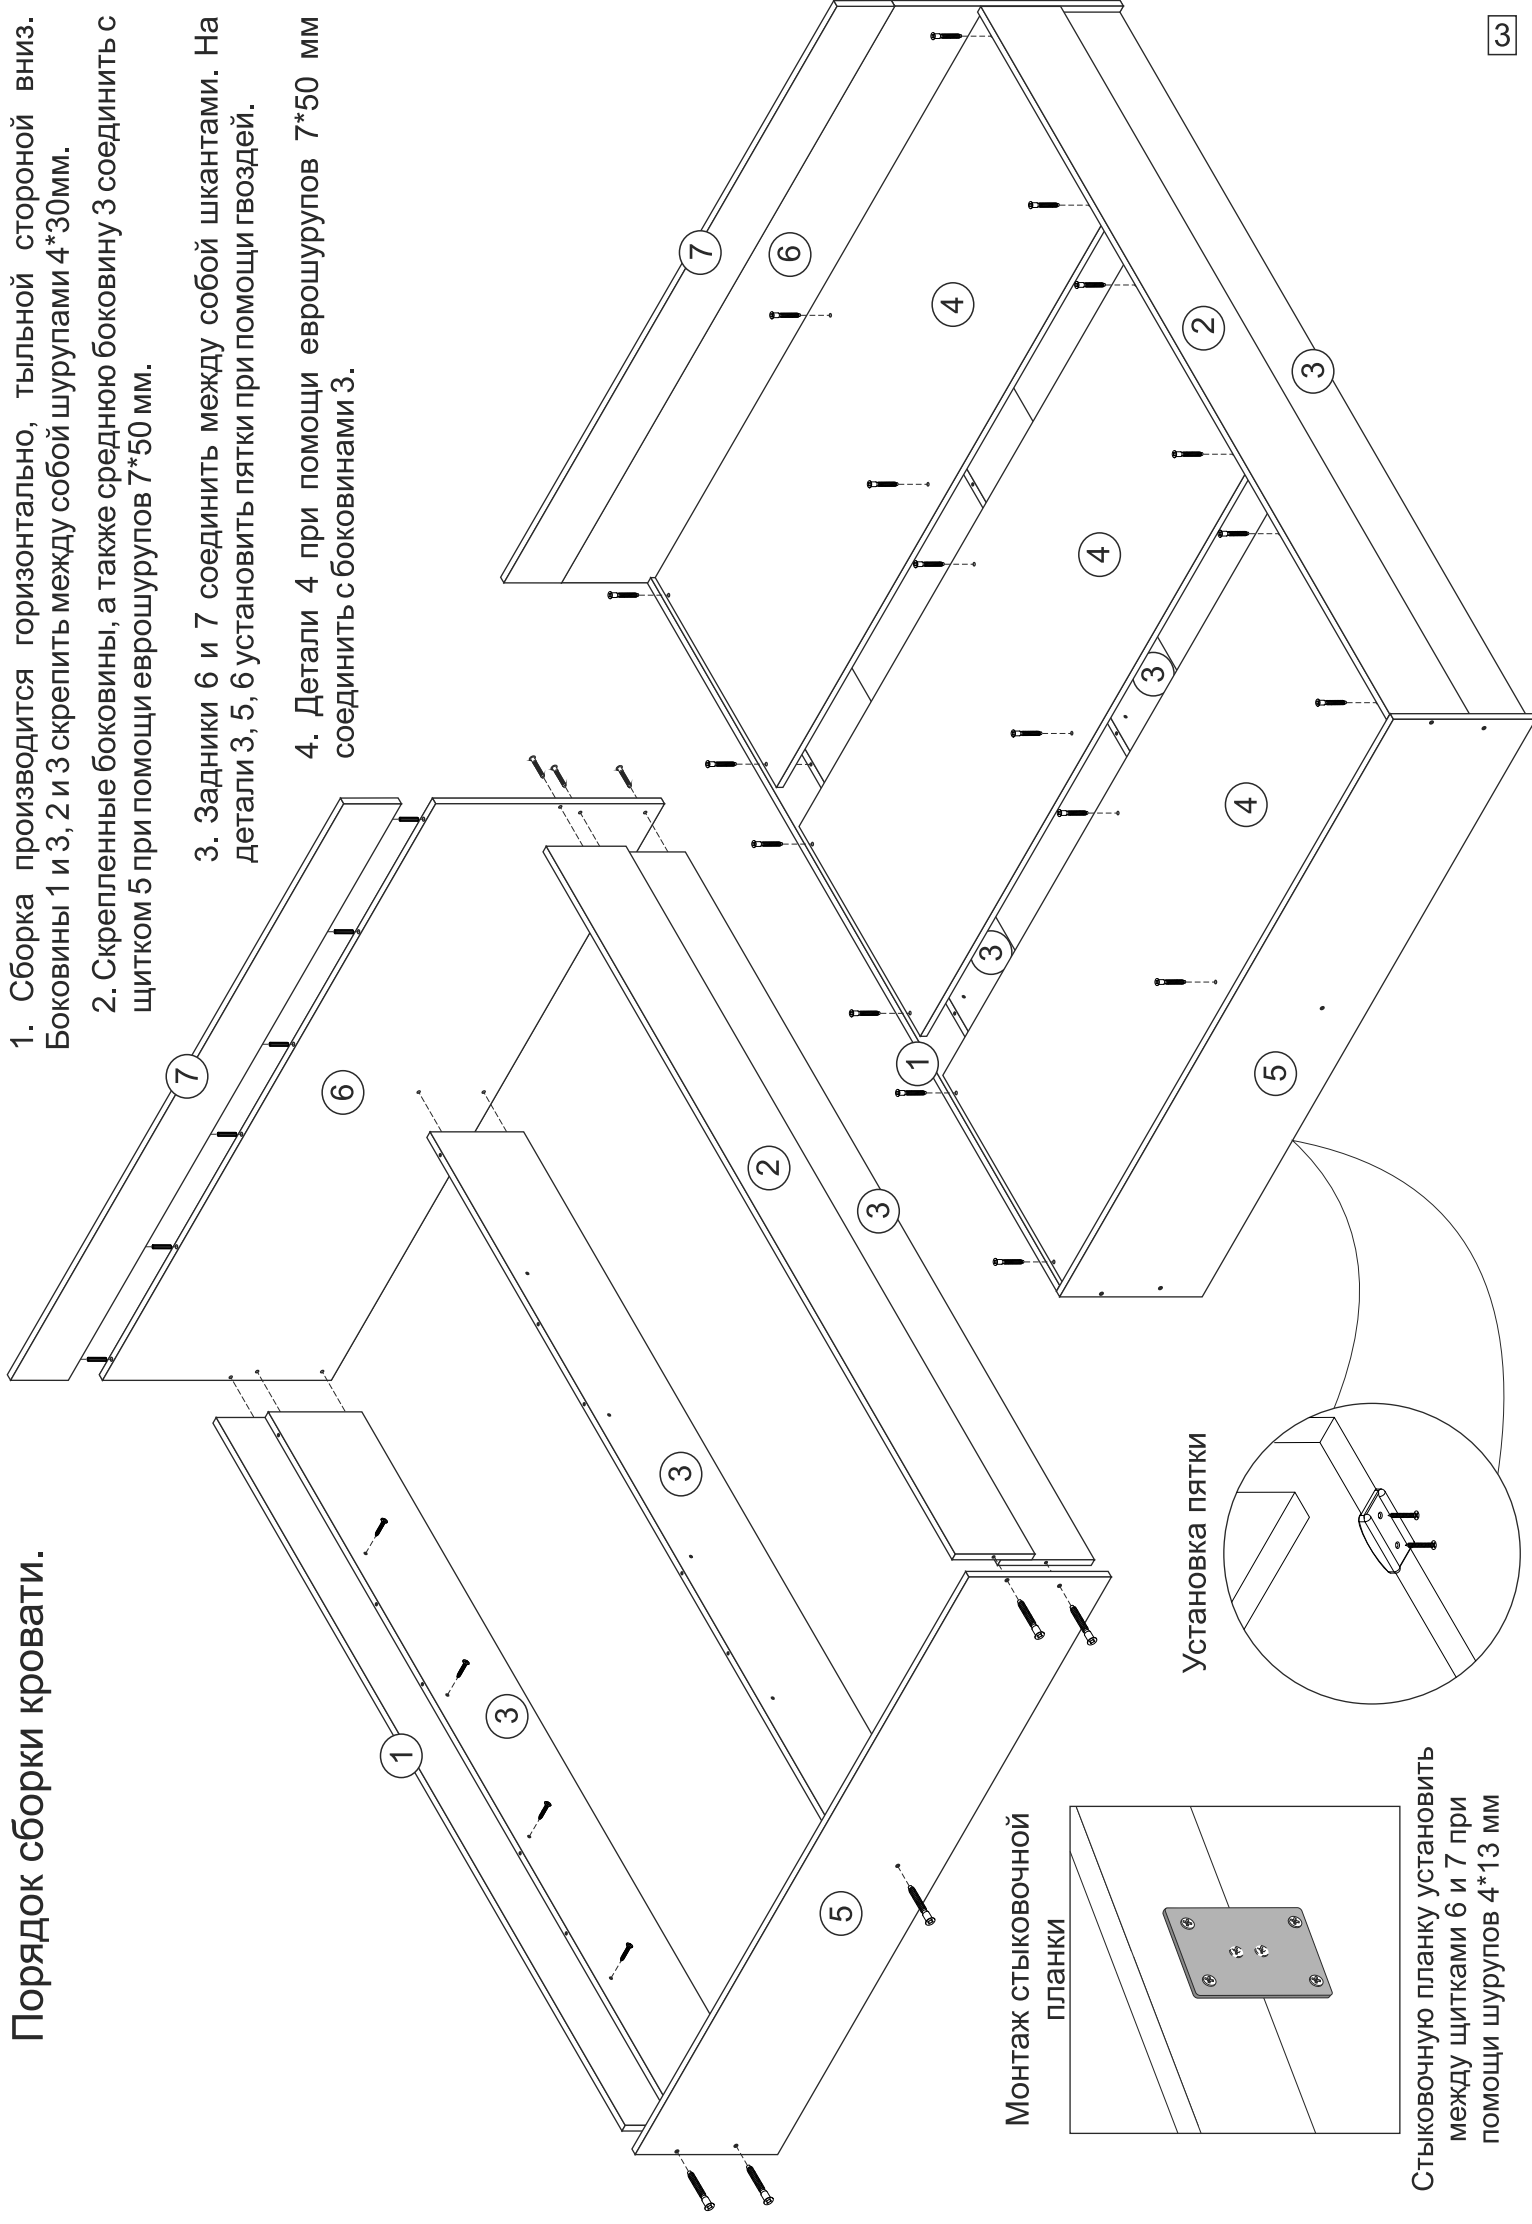 Порядок сборки кровати.
1. Сборка производится горизонтально, тыльной стороной вниз.
Боковины 1 и 3, 2 и 3 скрепить между собой шурупами 4*30мм.
2. Скрепленные боковины, а также среднюю боковину 3 соединить с
щитком 5 при помощи еврошурупов 7*50 мм.
3. Задники 6 и 7 соединить между собой шкантами. На
детали 3, 5, 6 установить пятки при помощи гвоздей.
4. Детали 4 при помощи еврошурупов 7*50 мм
соединить с боковинами 3.
7
6
1
3
3
2
3
5
7
6
4
2
3
4
3
3
4
1
5
Монтаж стыковочной
планки
Стыковочную планку установить
между щитками 6 и 7 при
помощи шурупов 4*13 мм
Установка пятки
3